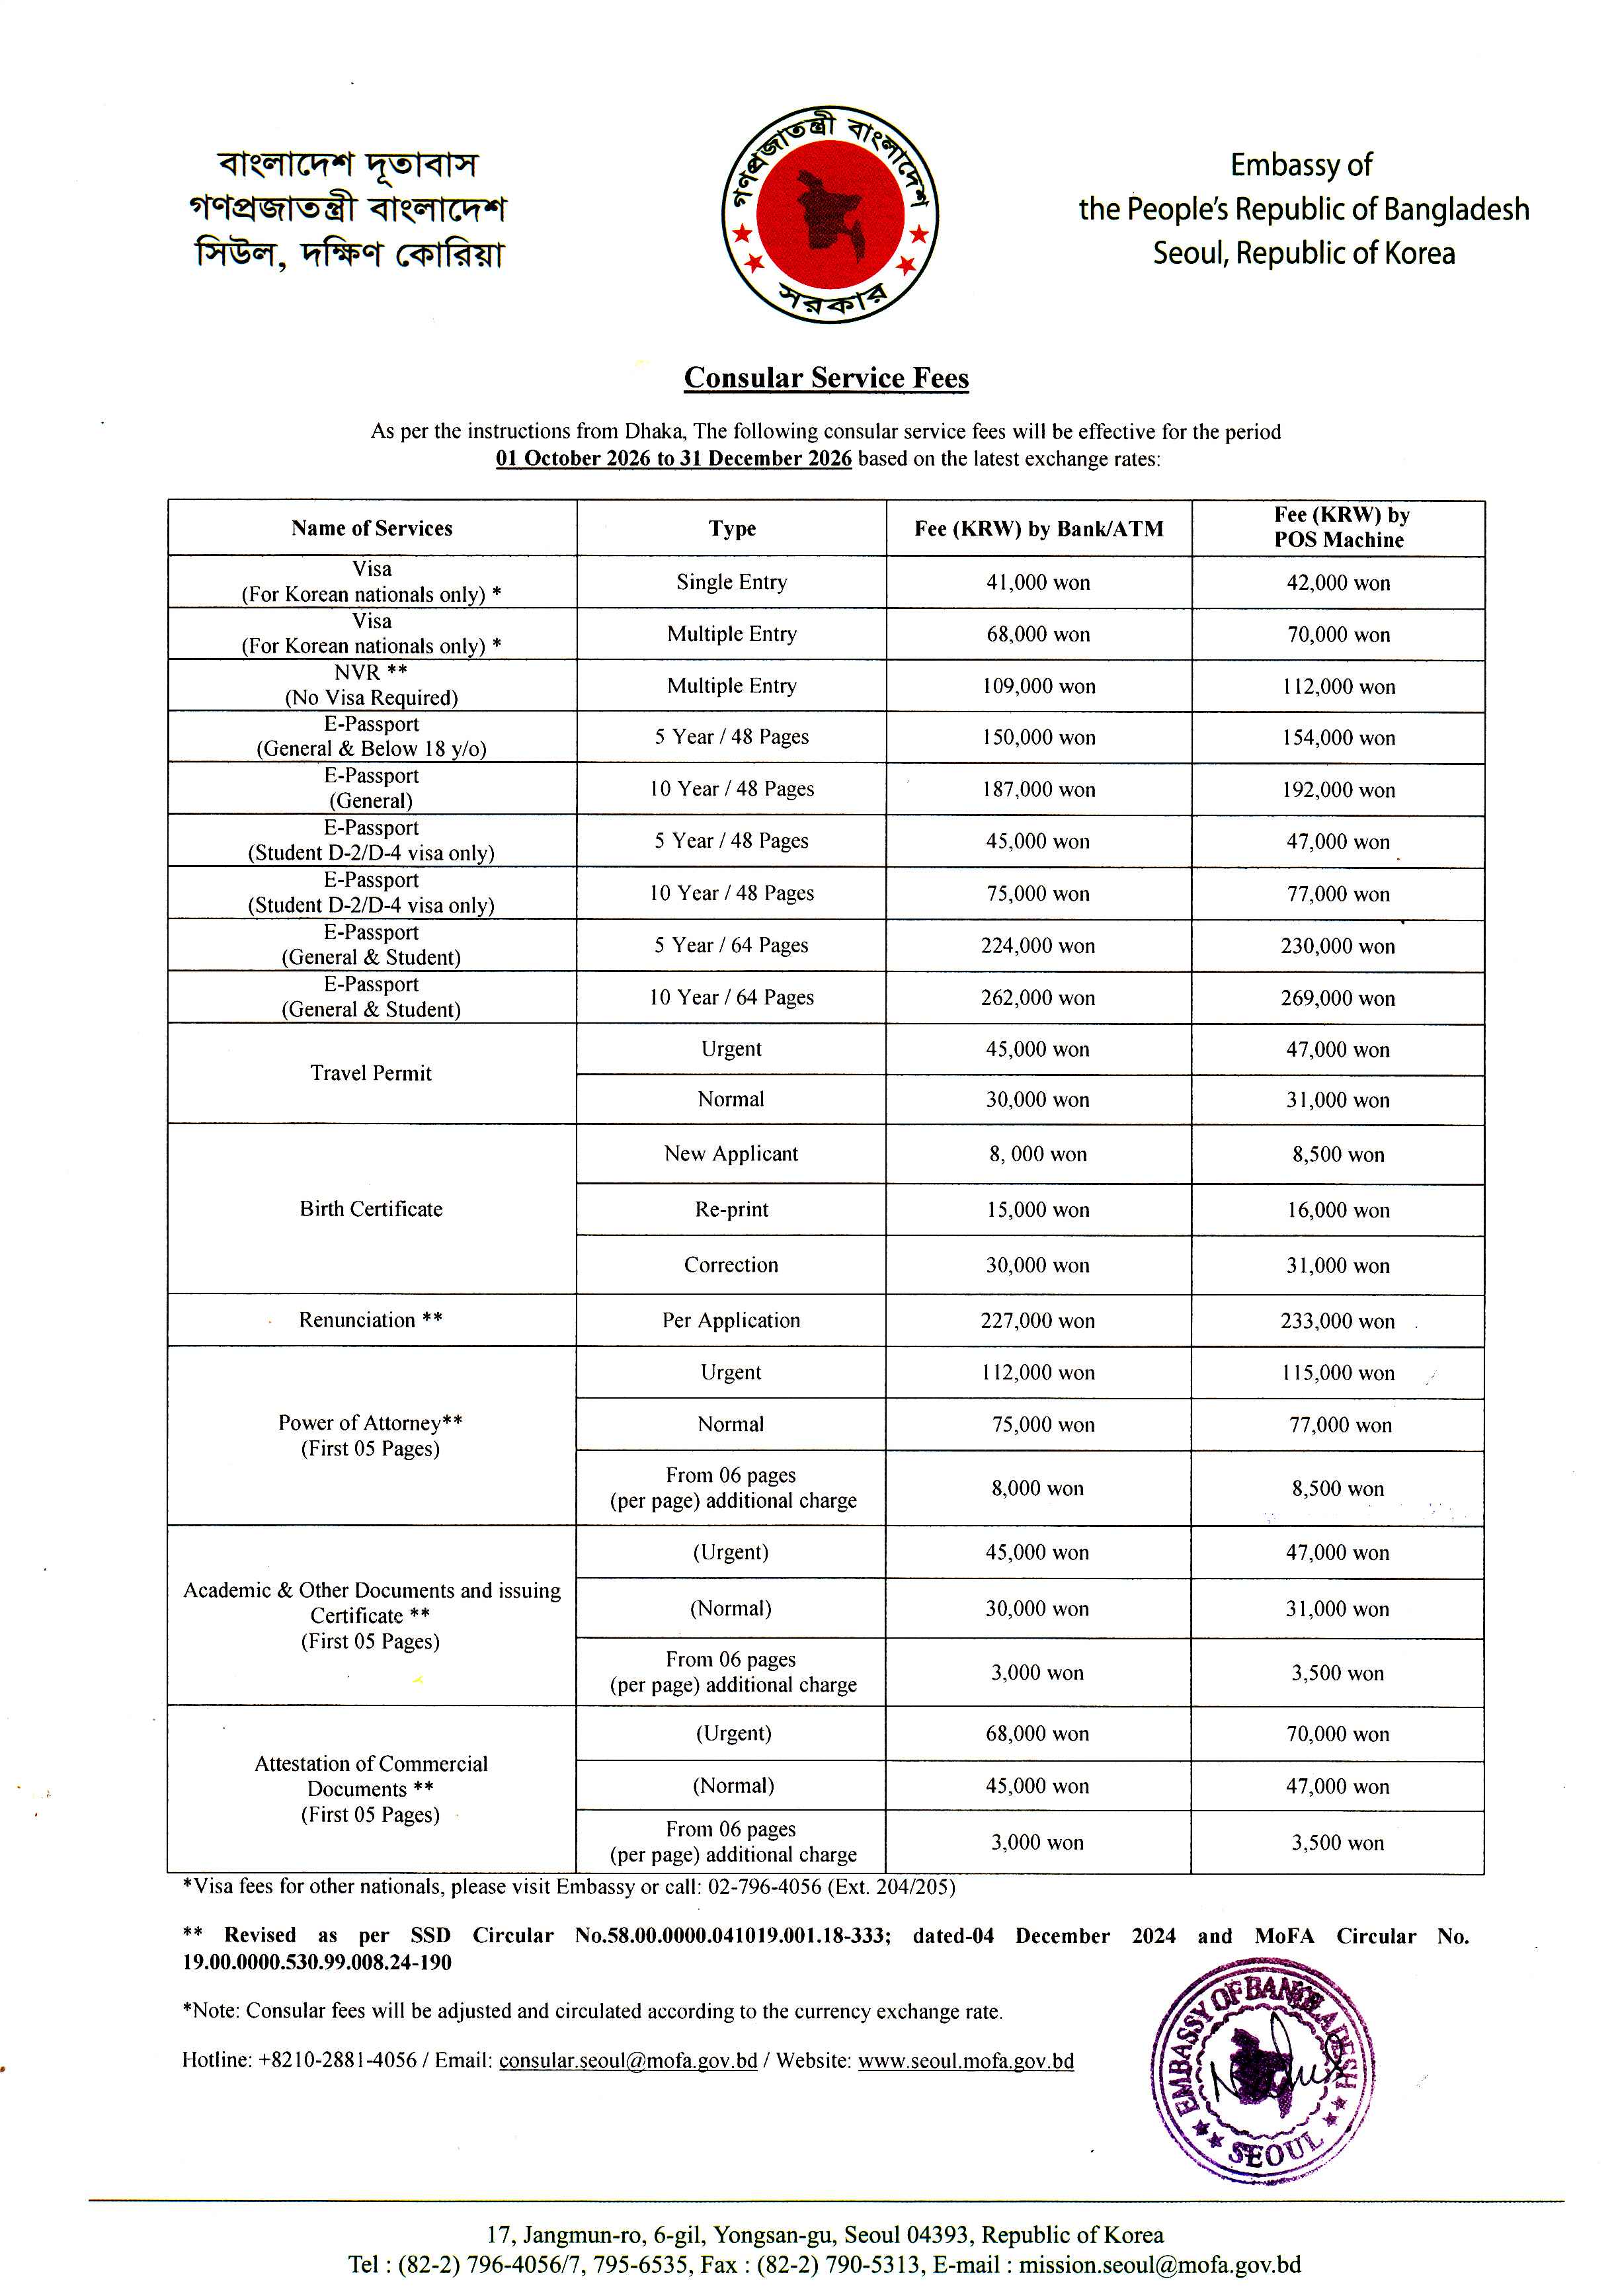 বাংলাদেশ দূতাবাস
গণপ্রজাতন্ত্রী বাংলাদেশ
সিউল, দক্ষিণ কোরিয়া
গণপ্রজাতন্ত্রী বাংলাদেশ
সরকার
Embassy of
the People's Republic of Bangladesh
Seoul, Republic of Korea
Consular Service Fees
As per the instructions from Dhaka, The following consular service fees will be effective for the period
01 October 2026 to 31 December 2026 based on the latest exchange rates:
Name of Services Type Fee (KRW) by Bank/ATM Fee (KRW) by
POS Machine
Visa
(For Korean nationals only) * Single Entry 41,000 won 42,000 won
Visa
(For Korean nationals only) * Multiple Entry 68,000 won 70,000 won
NVR **
(No Visa Required) Multiple Entry 109,000 won 112,000 won
E-Passport
(General & Below 18 y/o) 5 Year / 48 Pages 150,000 won 154,000 won
E-Passport
(General) 10 Year / 48 Pages 187,000 won 192,000 won
E-Passport
(Student D-2/D-4 visa only) 5 Year / 48 Pages 45,000 won 47,000 won
E-Passport
(Student D-2/D-4 visa only) 10 Year / 48 Pages 75,000 won 77,000 won
E-Passport
(General & Student) 5 Year / 64 Pages 224,000 won 230,000 won
E-Passport
(General & Student) 10 Year / 64 Pages 262,000 won 269,000 won
Travel Permit
Urgent 45,000 won 47,000 won
Normal 30,000 won 31,000 won
Birth Certificate
New Applicant 8, 000 won 8,500 won
Re-print 15,000 won 16,000 won
Correction 30,000 won 31,000 won
Renunciation ** Per Application 227,000 won 233,000 won
Power of Attorney**
(First 05 Pages)
Urgent 112,000 won 115,000 won
Normal 75,000 won 77,000 won
From 06 pages
(per page) additional charge 8,000 won 8,500 won
Academic & Other Documents and issuing
Certificate **
(First 05 Pages)
(Urgent) 45,000 won 47,000 won
(Normal) 30,000 won 31,000 won
From 06 pages
(per page) additional charge 3,000 won 3,500 won
Attestation of Commercial
Documents **
(First 05 Pages)
(Urgent) 68,000 won 70,000 won
(Normal) 45,000 won 47,000 won
From 06 pages
(per page) additional charge 3,000 won 3,500 won
*Visa fees for other nationals, please visit Embassy or call: 02-796-4056 (Ext. 204/205)
** Revised as per SSD Circular No.58.00.0000.041019.001.18-333; dated-04 December 2024 and MoFA Circular No.
19.00.0000.530.99.008.24-190
*Note: Consular fees will be adjusted and circulated according to the currency exchange rate.
Hotline: +8210-2881-4056 / Email: consular.seoul@mofa.gov.bd / Website: www.seoul.mofa.gov.bd
EMBASSY OF BANGLADESH
SEOUL
17, Jangmun-ro, 6-gil, Yongsan-gu, Seoul 04393, Republic of Korea
Tel : (82-2) 796-4056/7, 795-6535, Fax : (82-2) 790-5313, E-mail : mission.seoul@mofa.gov.bd